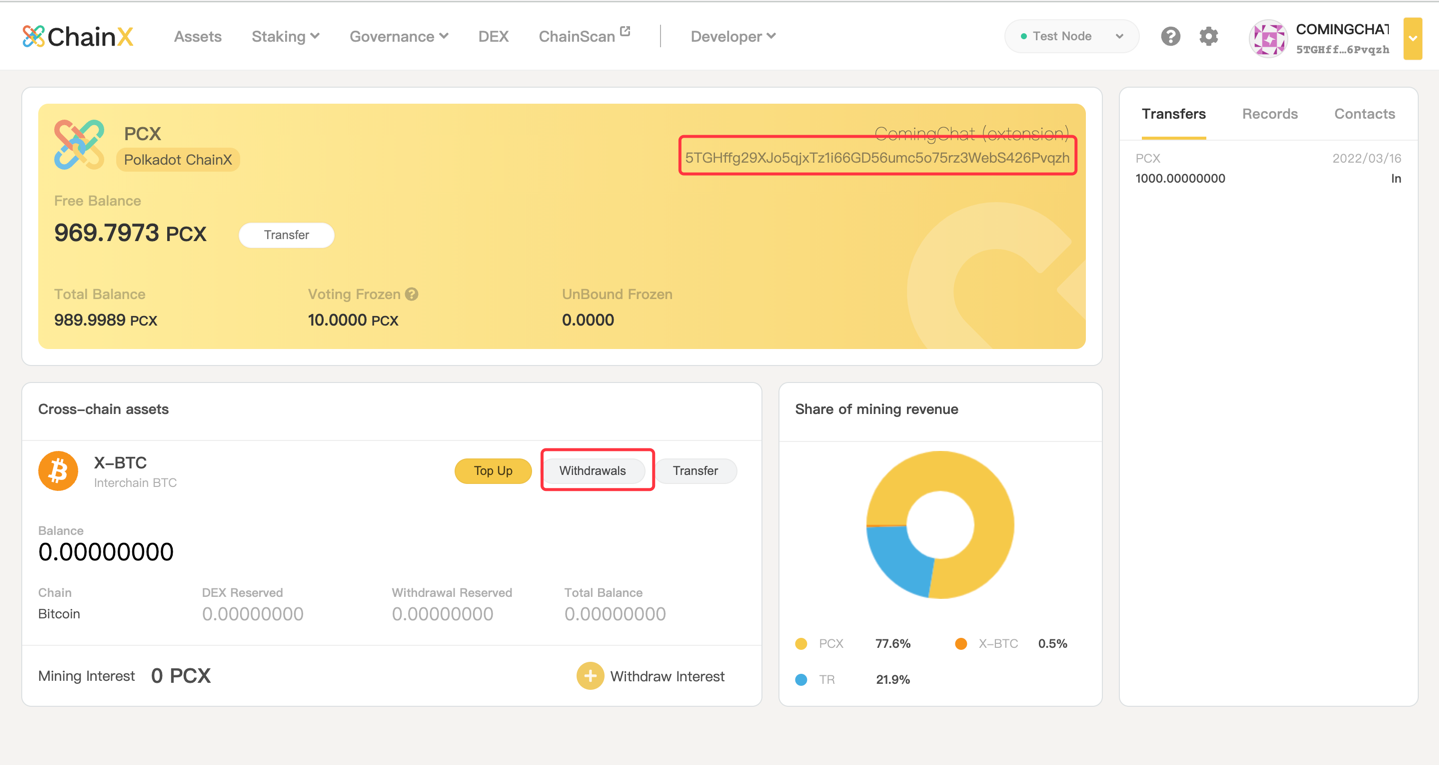 ChainX
Assets
Staking
Governance
DEX
ChainScan
Developer
Test Node
COMINGCHAT
5TGHff...6Pvqzh
PCX
Polkadot ChainX
ComingChat (extension)
5TGHffg29XJo5qjxTz1i66GD56umc5o75rz3WebS426Pvqzh
Free Balance
969.7973 PCX
Transfer
Total Balance
Voting Frozen ?
UnBound Frozen
989.9989 PCX
10.0000 PCX
0.0000
Transfers
Records
Contacts
PCX
2022/03/16
1000.00000000
In
Cross-chain assets
X-BTC
Interchain BTC
Top Up
Withdrawals
Transfer
Balance
0.00000000
Chain
DEX Reserved
Withdrawal Reserved
Total Balance
Bitcoin
0.00000000
0.00000000
0.00000000
Mining Interest 0 PCX
Withdraw Interest
Share of mining revenue
PCX 77.6%
X-BTC 0.5%
TR 21.9%